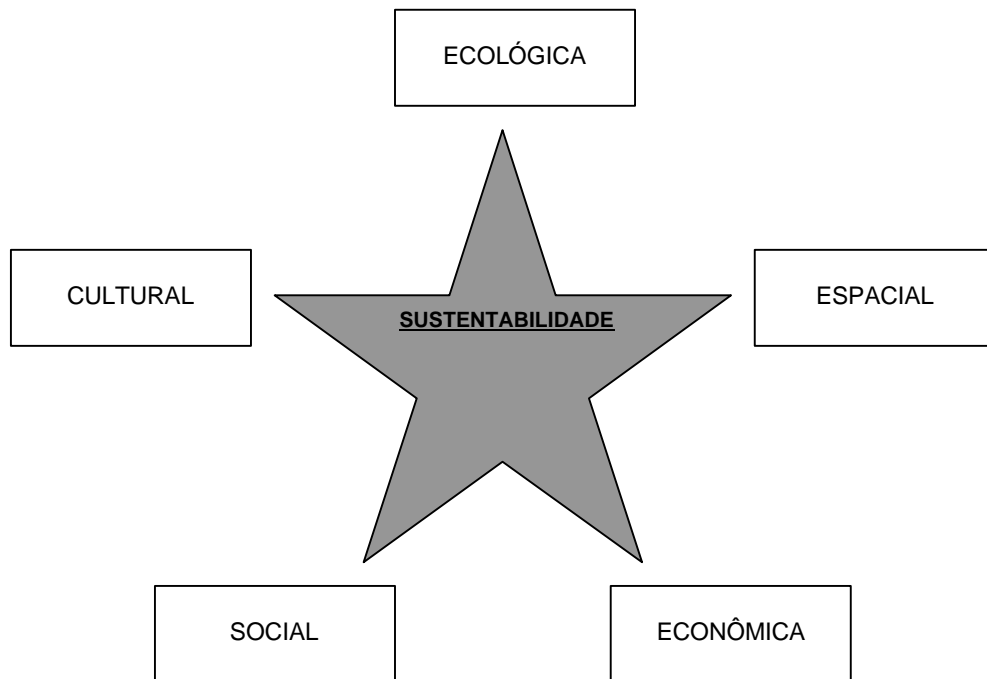 ECOLÓGICA
CULTURAL
ESPACIAL
SUSTENTABILIDADE
SOCIAL
ECONÔMICA